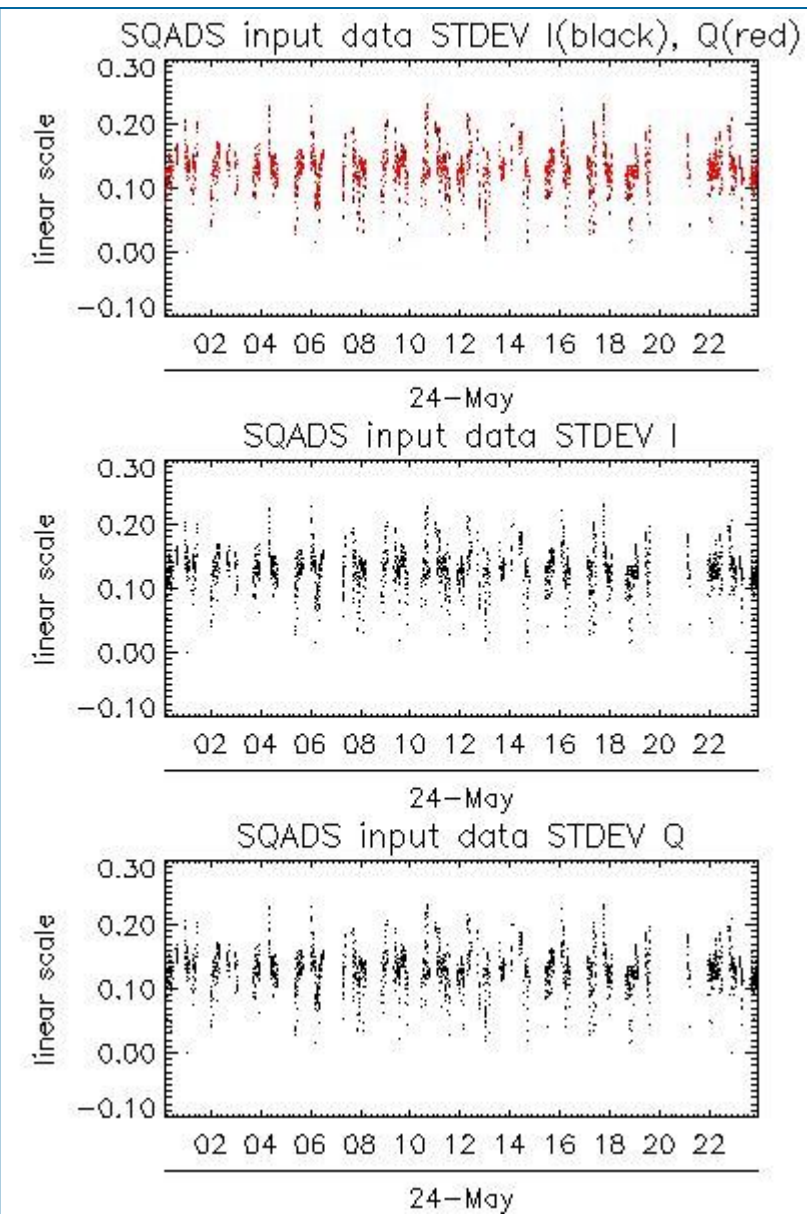 SQADS input data STDEV I(black), Q(red)
linear scale
0.30
0.20
0.10
0.00
-0.10
02 04 06 08 10 12 14 16 18 20 22
24-May
SQADS input data STDEV I
linear scale
0.30
0.20
0.10
0.00
-0.10
02 04 06 08 10 12 14 16 18 20 22
24-May
SQADS input data STDEV Q
linear scale
0.30
0.20
0.10
0.00
-0.10
02 04 06 08 10 12 14 16 18 20 22
24-May